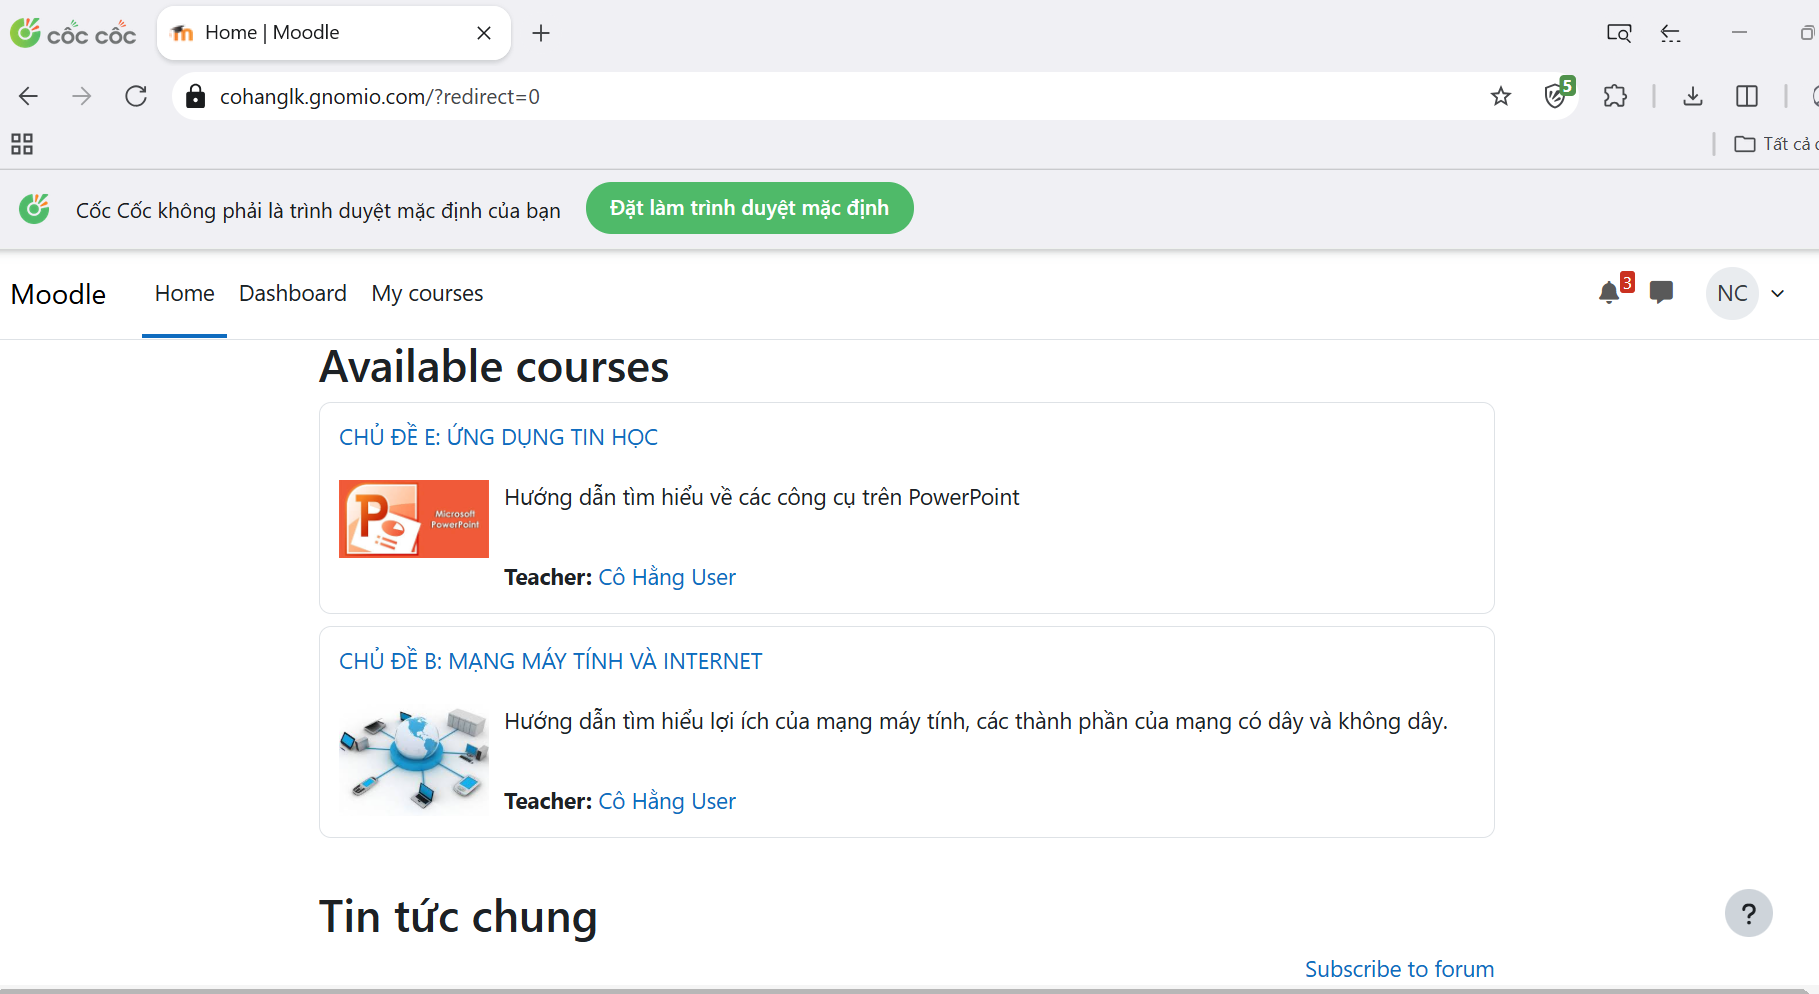 cốc cốc
Home | Moodle
cohanglk.gnomio.com/?redirect=0
5
Tất cả
Cốc Cốc không phải là trình duyệt mặc định của bạn
Đặt làm trình duyệt mặc định
Moodle
Home
Dashboard
My courses
3
NC
Available courses
CHỦ ĐỀ E: ỨNG DỤNG TIN HỌC
P
Microsoft
PowerPoint
Hướng dẫn tìm hiểu về các công cụ trên PowerPoint
Teacher: Cô Hằng User
CHỦ ĐỀ B: MẠNG MÁY TÍNH VÀ INTERNET
Hướng dẫn tìm hiểu lợi ích của mạng máy tính, các thành phần của mạng có dây và không dây.
Teacher: Cô Hằng User
Tin tức chung
?
Subscribe to forum